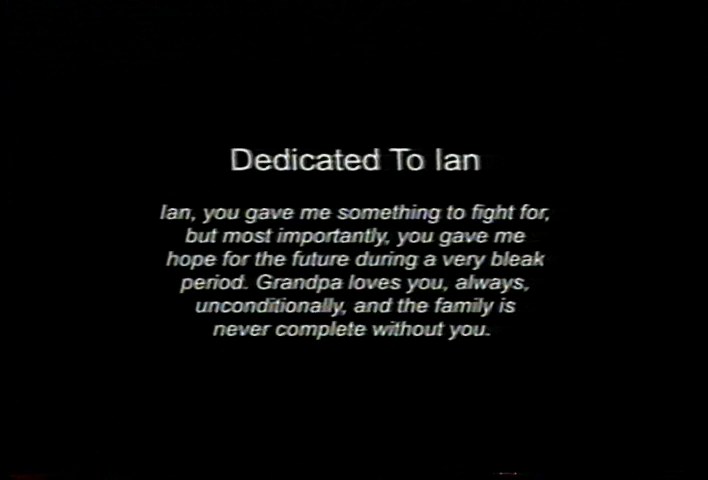 Dedicated To Ian
Ian, you gave me something to fight for,
but most importantly, you gave me
hope for the future during a very bleak
period. Grandpa loves you, always,
unconditionally, and the family is
never complete without you.